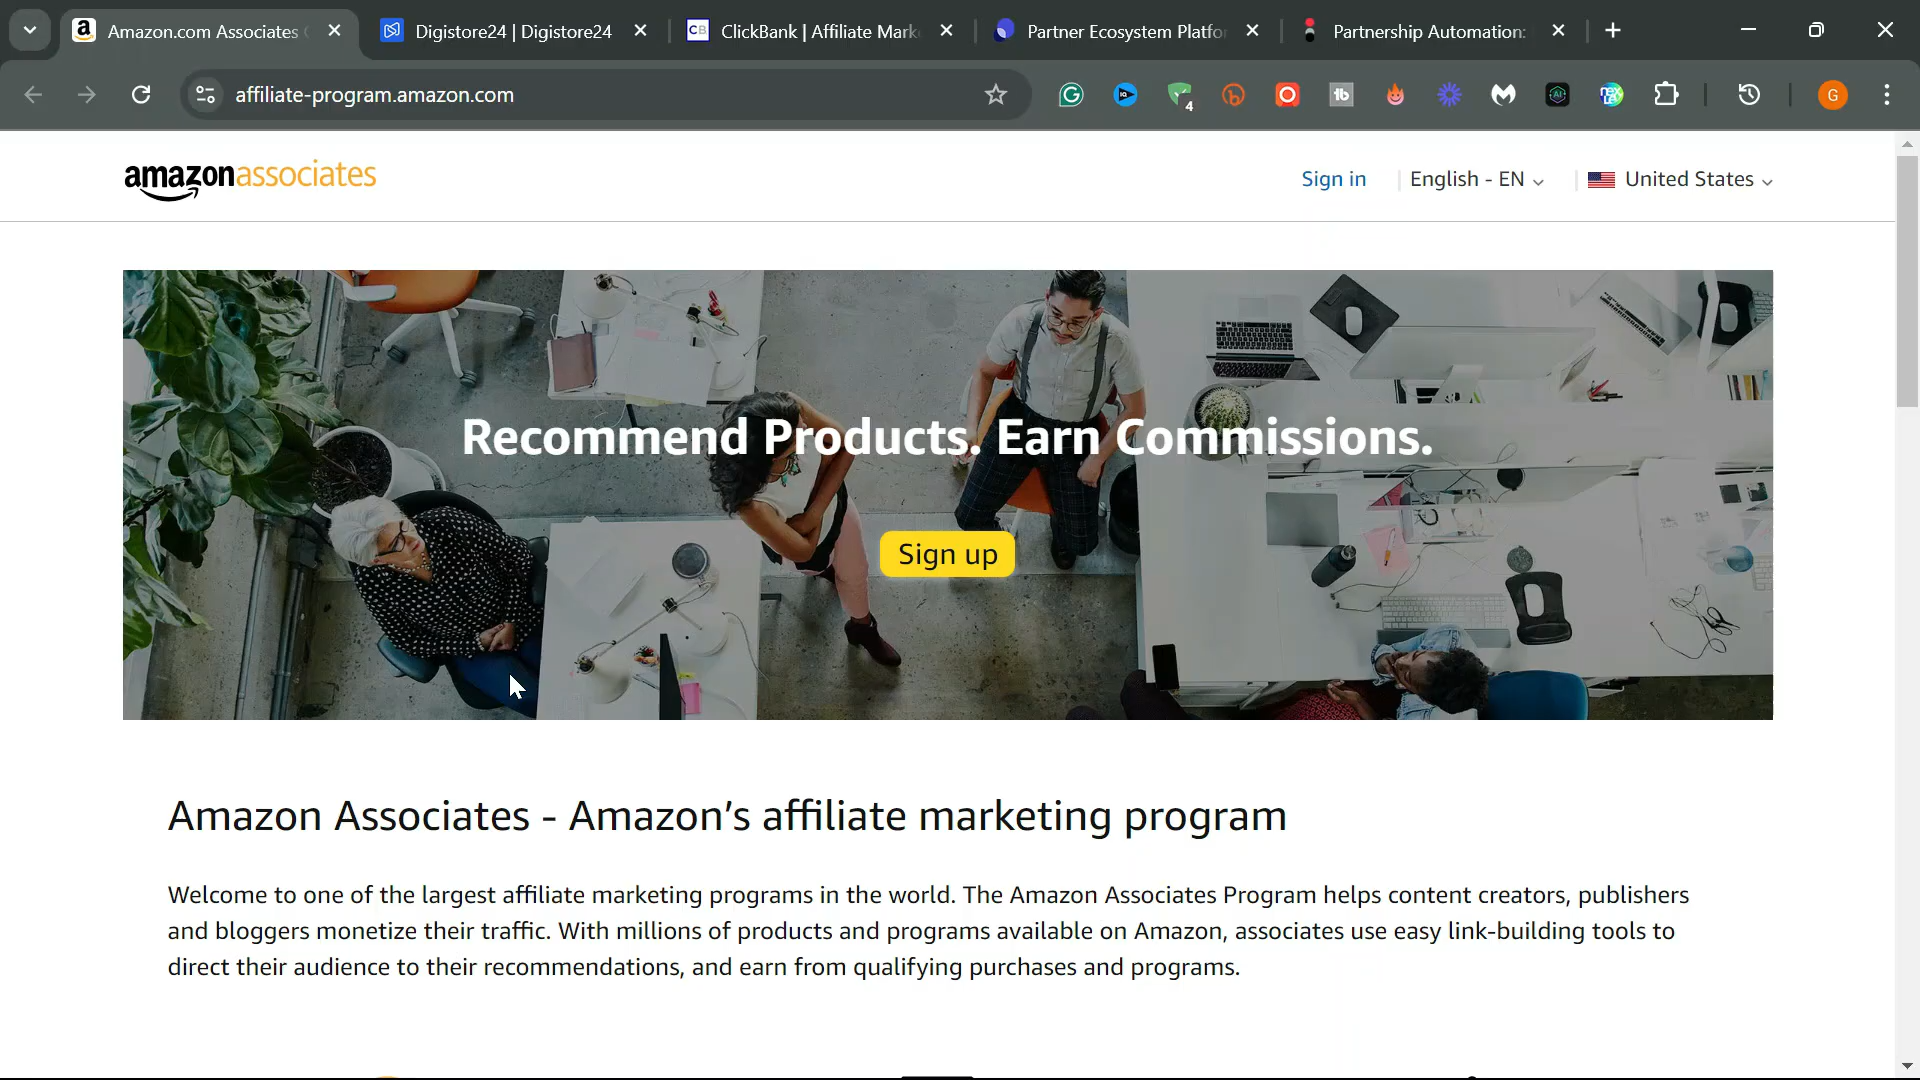 Amazon.com Associates
Digistore24 | Digistore24
ClickBank | Affiliate Mark
Partner Ecosystem Platfo
Partnership Automation:
affiliate-program.amazon.com
4
G
amazonassociates
Sign in
English - EN
United States
Recommend Products. Earn Commissions.
Sign up
Amazon Associates - Amazon’s affiliate marketing program
Welcome to one of the largest affiliate marketing programs in the world. The Amazon Associates Program helps content creators, publishers
and bloggers monetize their traffic. With millions of products and programs available on Amazon, associates use easy link-building tools to
direct their audience to their recommendations, and earn from qualifying purchases and programs.